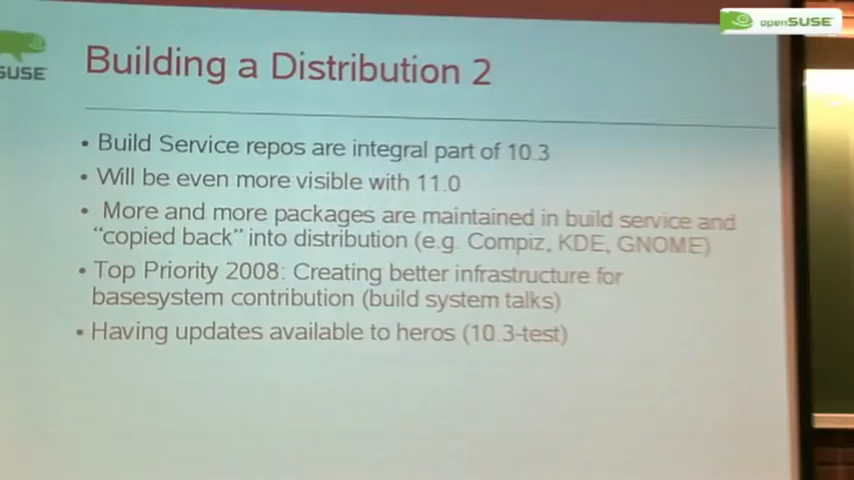 openSUSE
SUSE
Building a Distribution 2
• Build Service repos are integral part of 10.3
• Will be even more visible with 11.0
• More and more packages are maintained in build service and
“copied back” into distribution (e.g. Compiz, KDE, GNOME)
• Top Priority 2008: Creating better infrastructure for
basesystem contribution (build system talks)
• Having updates available to heros (10.3-test)